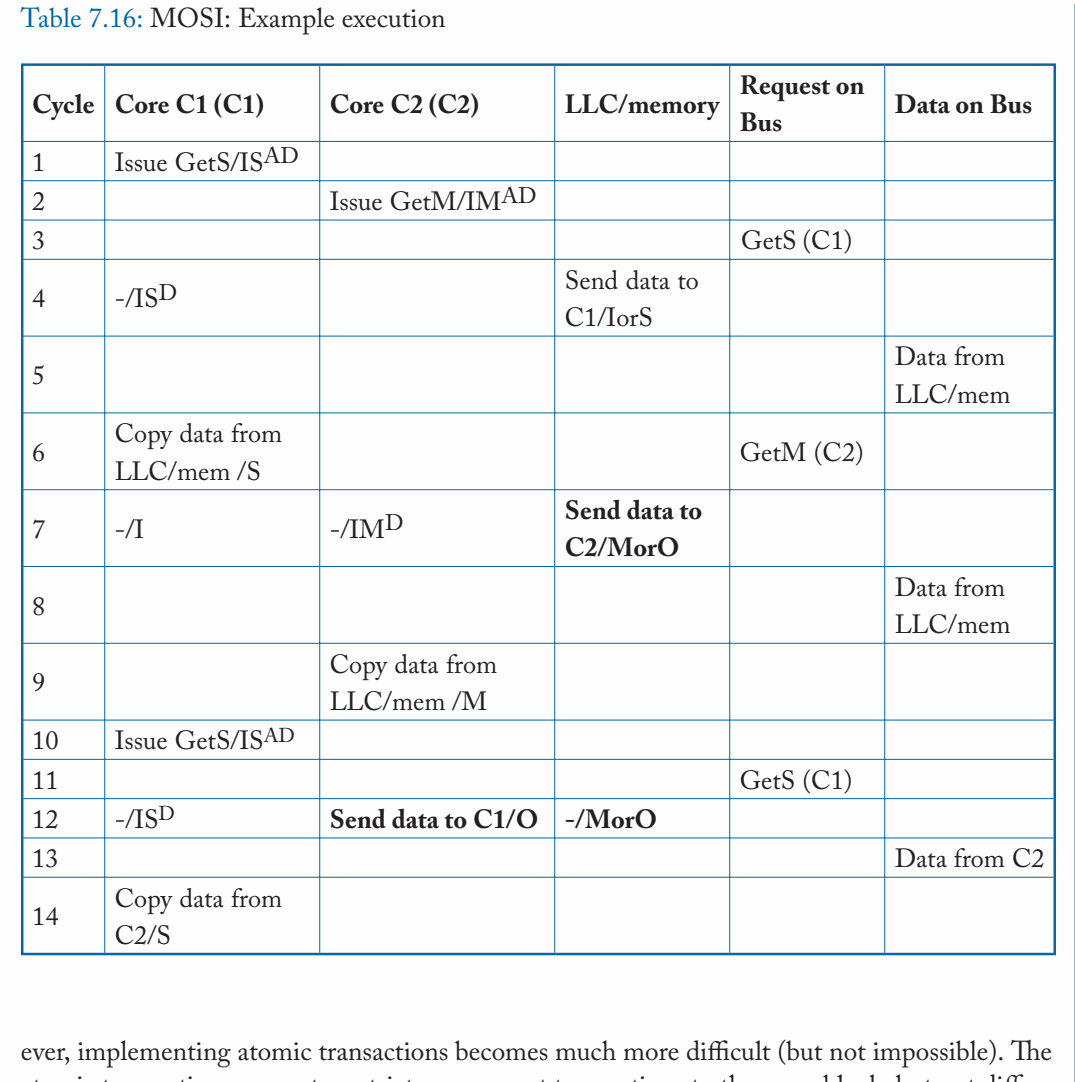 Table 7.16: MOSI: Example execution
Cycle Core C1 (C1) Core C2 (C2) LLC/memory Request on Bus Data on Bus
1 Issue GetS/ISAD
2 Issue GetM/IMAD
3 GetS (C1)
4 -/ISD Send data to C1/IorS
5 Data from LLC/mem
6 Copy data from LLC/mem /S GetM (C2)
7 -/I -/IMD Send data to C2/MorO
8 Data from LLC/mem
9 Copy data from LLC/mem /M
10 Issue GetS/ISAD
11 GetS (C1)
12 -/ISD Send data to C1/O -/MorO
13 Data from C2
14 Copy data from C2/S
ever, implementing atomic transactions becomes much more difficult (but not impossible). The